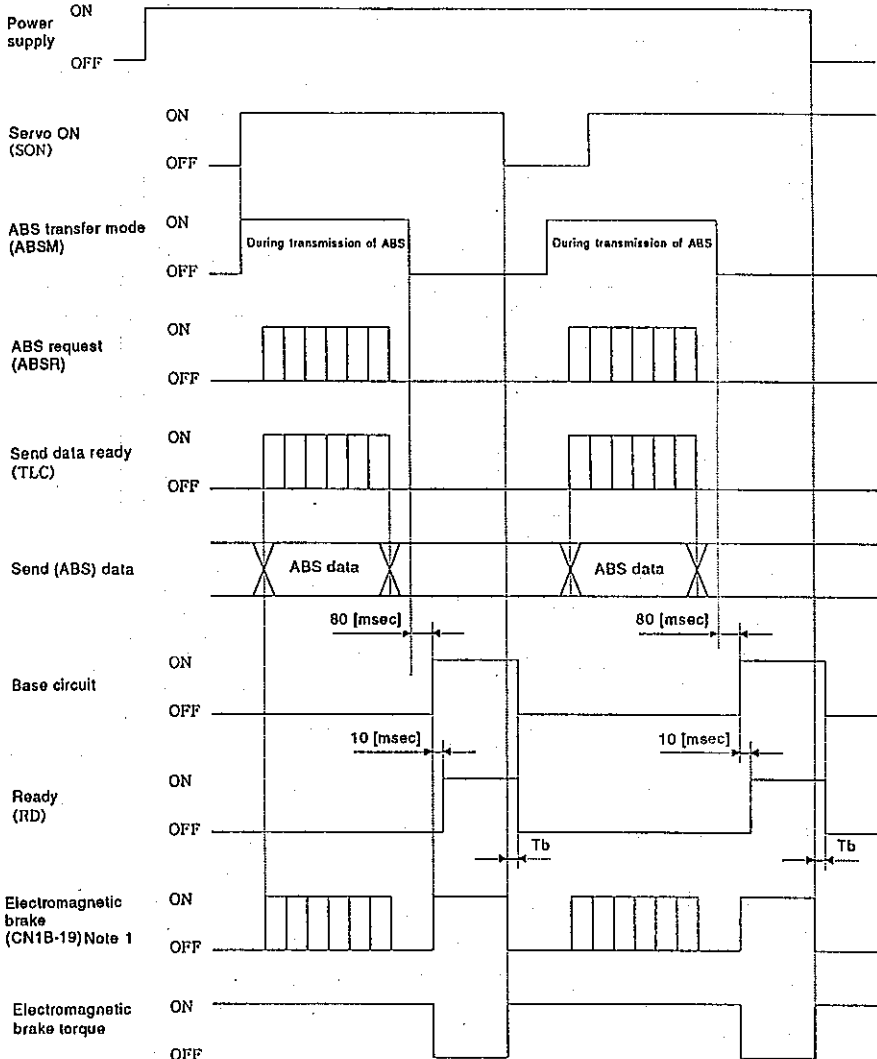 Power
supply
ON
OFF
Servo ON
(SON)
ON
OFF
ABS transfer mode
(ABSM)
ON
OFF
During transmission of ABS
During transmission of ABS
ABS request
(ABSR)
ON
OFF
Send data ready
(TLC)
ON
OFF
Send (ABS) data
ABS data
ABS data
80 [msec]
80 [msec]
Base circuit
ON
OFF
10 [msec]
10 [msec]
Ready
(RD)
ON
OFF
Tb
Tb
Electromagnetic
brake
(CN1B-19) Note 1
ON
OFF
Electromagnetic
brake torque
ON
OFF